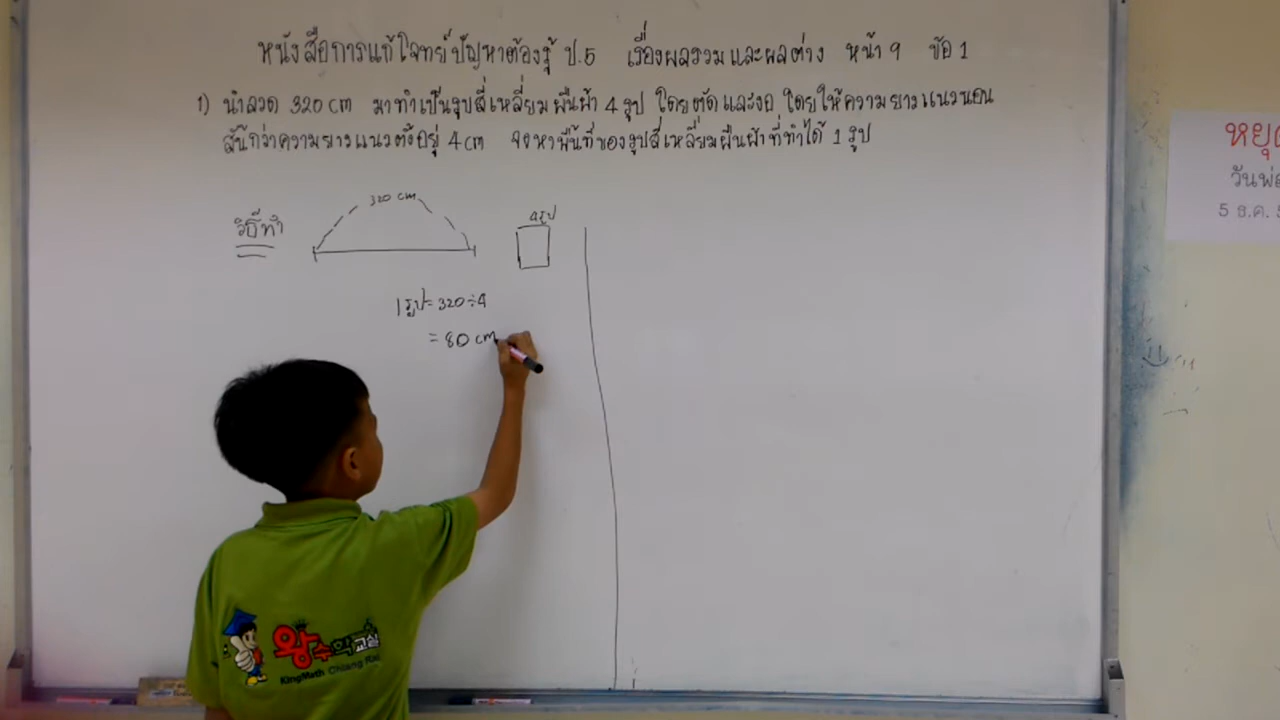 หนังสือการแก้โจทย์ปัญหาต้องรู้ ป.5 เรื่องผลรวมและผลต่าง หน้า 9 ข้อ 1
1) นำลวด 320 cm มาทำเป็นรูปสี่เหลี่ยมผืนผ้า 4 รูป โดยตัดและงอ โดยให้ความยาวแนวนอน
สั้นกว่าความยาวแนวตั้งอยู่ 4 cm จงหาพื้นที่ของรูปสี่เหลี่ยมผืนผ้าที่ทำได้ 1 รูป
วิธีทำ
320 cm
4 รูป
1 รูป = 320 ÷ 4
= 80 cm
왕수학교실
KingMath Chiang Rai
วันพ่อ
5 ธ.ค.